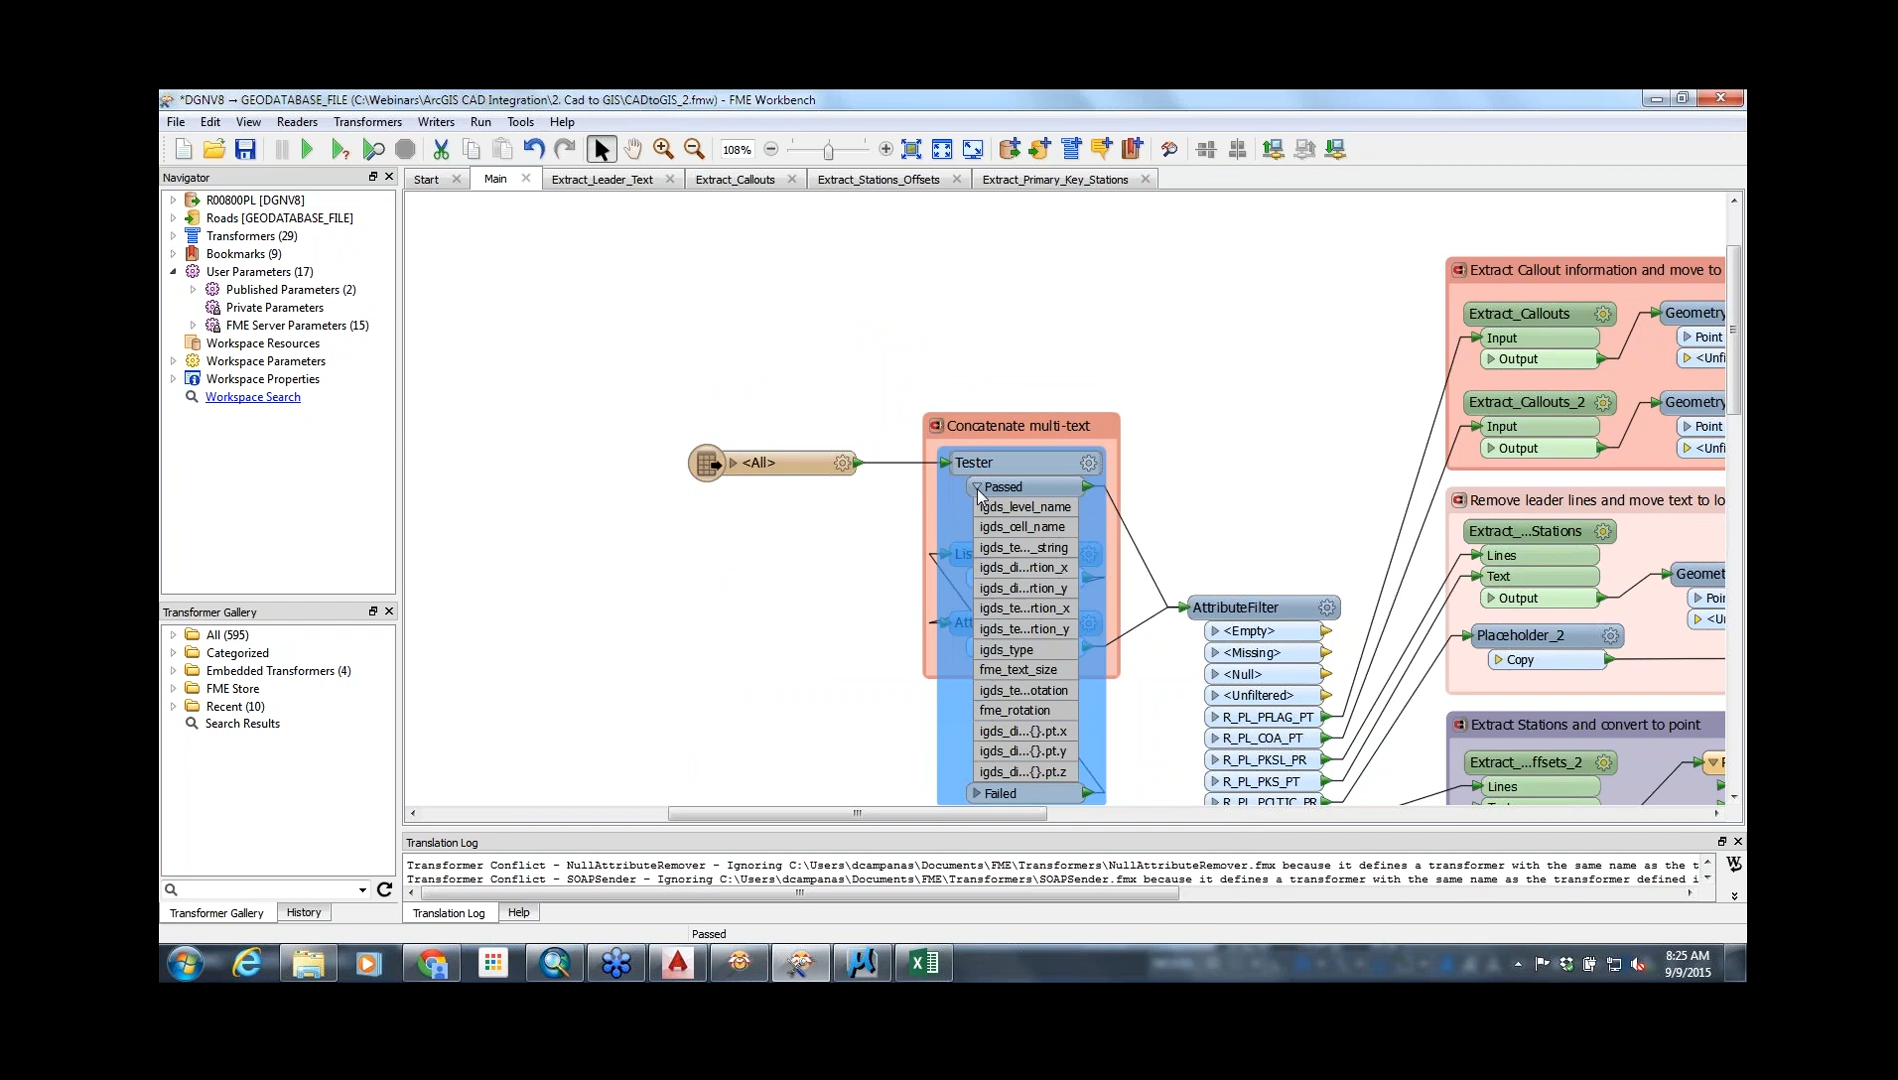 *DGNV8 → GEODATABASE_FILE (C:\Webinars\ArcGIS CAD Integration\2. Cad to GIS\CADtoGIS_2.fmw) - FME Workbench
File Edit View Readers Transformers Writers Run Tools Help
108%
Navigator
Start Main Extract_Leader_Text Extract_Callouts Extract_Stations_Offsets Extract_Primary_Key_Stations
R00800PL [DGNV8]
Roads [GEODATABASE_FILE]
Transformers (29)
Bookmarks (9)
User Parameters (17)
Published Parameters (2)
Private Parameters
FME Server Parameters (15)
Workspace Resources
Workspace Parameters
Workspace Properties
Workspace Search
Transformer Gallery
All (595)
Categorized
Embedded Transformers (4)
FME Store
Recent (10)
Search Results
Transformer Gallery History
<All>
Concatenate multi-text
Tester
Passed
igds_level_name
igds_cell_name
igds_te..._string
igds_di...rtion_x
igds_di...rtion_y
igds_te...rtion_x
igds_te...rtion_y
igds_type
fme_text_size
igds_te...otation
fme_rotation
igds_di...{}.pt.x
igds_di...{}.pt.y
igds_di...{}.pt.z
Failed
Lis
Att
AttributeFilter
<Empty>
<Missing>
<Null>
<Unfiltered>
R_PL_PFLAG_PT
R_PL_COA_PT
R_PL_PKSL_PR
R_PL_PKS_PT
R_PL_PCLTIC_PR
Extract Callout information and move to
Extract_Callouts
Input
Output
Geometry
Point
<Unfi
Extract_Callouts_2
Input
Output
Geometry
Point
<Unfi
Remove leader lines and move text to lo
Extract_...Stations
Lines
Text
Output
Geomet
Poin
<Un
Placeholder_2
Copy
Extract Stations and convert to point
Extract_...ffsets_2
Lines
Translation Log
Transformer Conflict - NullAttributeRemover - Ignoring C:\Users\dcampanas\Documents\FME\Transformers\NullAttributeRemover.fmx because it defines a transformer with the same name as the t
Transformer Conflict - SOAPSender - Ignoring C:\Users\dcampanas\Documents\FME\Transformers\SOAPSender.fmx because it defines a transformer with the same name as the transformer defined i
Translation Log Help
Passed
8:25 AM
9/9/2015